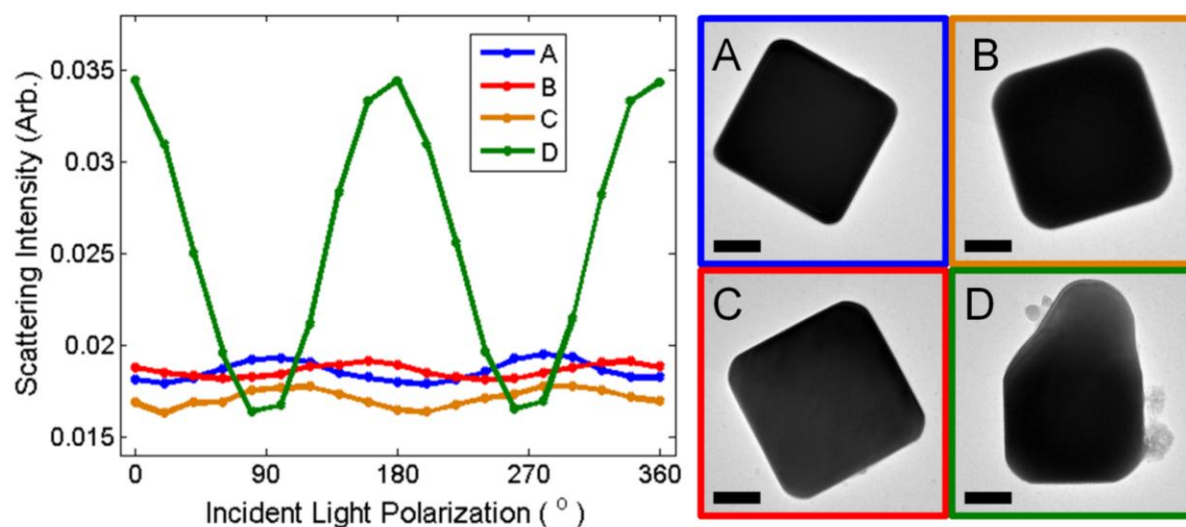 Scattering Intensity (Arb.)
0.035
0.03
0.025
0.02
0.015
0
90
180
270
360
Incident Light Polarization ( ° )
A
B
C
D
A
B
C
D